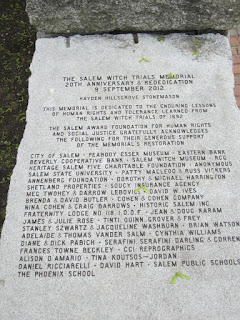 THE SALEM WITCH TRIALS MEMORIAL
20TH ANNIVERSARY & REDEDICATION
9 SEPTEMBER 2012
HAYDEN HILLSGROVE STONEMASON
THIS MEMORIAL IS DEDICATED TO THE ENDURING LESSONS
OF HUMAN RIGHTS AND TOLERANCE LEARNED FROM
THE SALEM WITCH TRIALS OF 1692
THE SALEM AWARD FOUNDATION FOR HUMAN RIGHTS
AND SOCIAL JUSTICE GRATEFULLY ACKNOWLEDGES
THE FOLLOWING FOR THEIR GENEROUS SUPPORT
OF THE MEMORIAL'S RESTORATION
CITY OF SALEM - PEABODY ESSEX MUSEUM - EASTERN BANK
BEVERLY COOPERATIVE BANK - SALEM WITCH MUSEUM - RCG
HERITAGE SALEM FIVE CHARITABLE FOUNDATION - ANONYMOUS
SALEM STATE UNIVERSITY - PATTY MACLEOD & RUSS VICKERS
ANNENBERG FOUNDATION - DOROTHY & MICHAEL HARRINGTON
SHETLAND PROPERTIES - SOUCY INSURANCE AGENCY
MEG TWOHEY & DARROW LEBOVICI - DAVID W. IVES
BRENDA & DAVID BUTLER - COHEN & COHEN COMPANY
NINA COHEN & CRAIG BARROWS - HISTORIC SALEM INC.
FRATERNITY LODGE NO. 118 I.O.O.F - JEAN & DOUG KARAM
JAMES & JULIE ROSE - TINTI, QUINN, GROVER & FREY
STANLEY SZWARTZ & JACQUELINE WASHBURN - BRIAN WATSON
ADELAIDE & THOMAS VANDER SALM - CYNTHIA WILLIAMS
DIANE & DICK PABICH - SERAFINI, SERAFINI, DARLING & CORRENTI
FRANCES TOWNE BECKLEY - CCI REPROGRAPHICS
ALISON D'AMARIO - TINA KOUTSOS-JORDAN
DANIEL RICCIARELLI - DAVID HART - SALEM PUBLIC SCHOOLS
THE PHOENIX SCHOOL